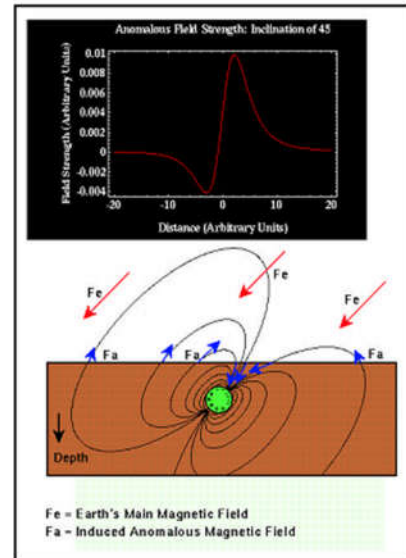 Anomalous Field Strength: Inclination of 45
Field Strength (Arbitrary Units)
0.01
0.008
0.006
0.004
0.002
0
-0.002
-0.004
-20
-10
0
10
20
Distance (Arbitrary Units)
Fe
Fe
Fe
Fa
Fa
Fa
Depth
Fe = Earth's Main Magnetic Field
Fa = Induced Anomalous Magnetic Field